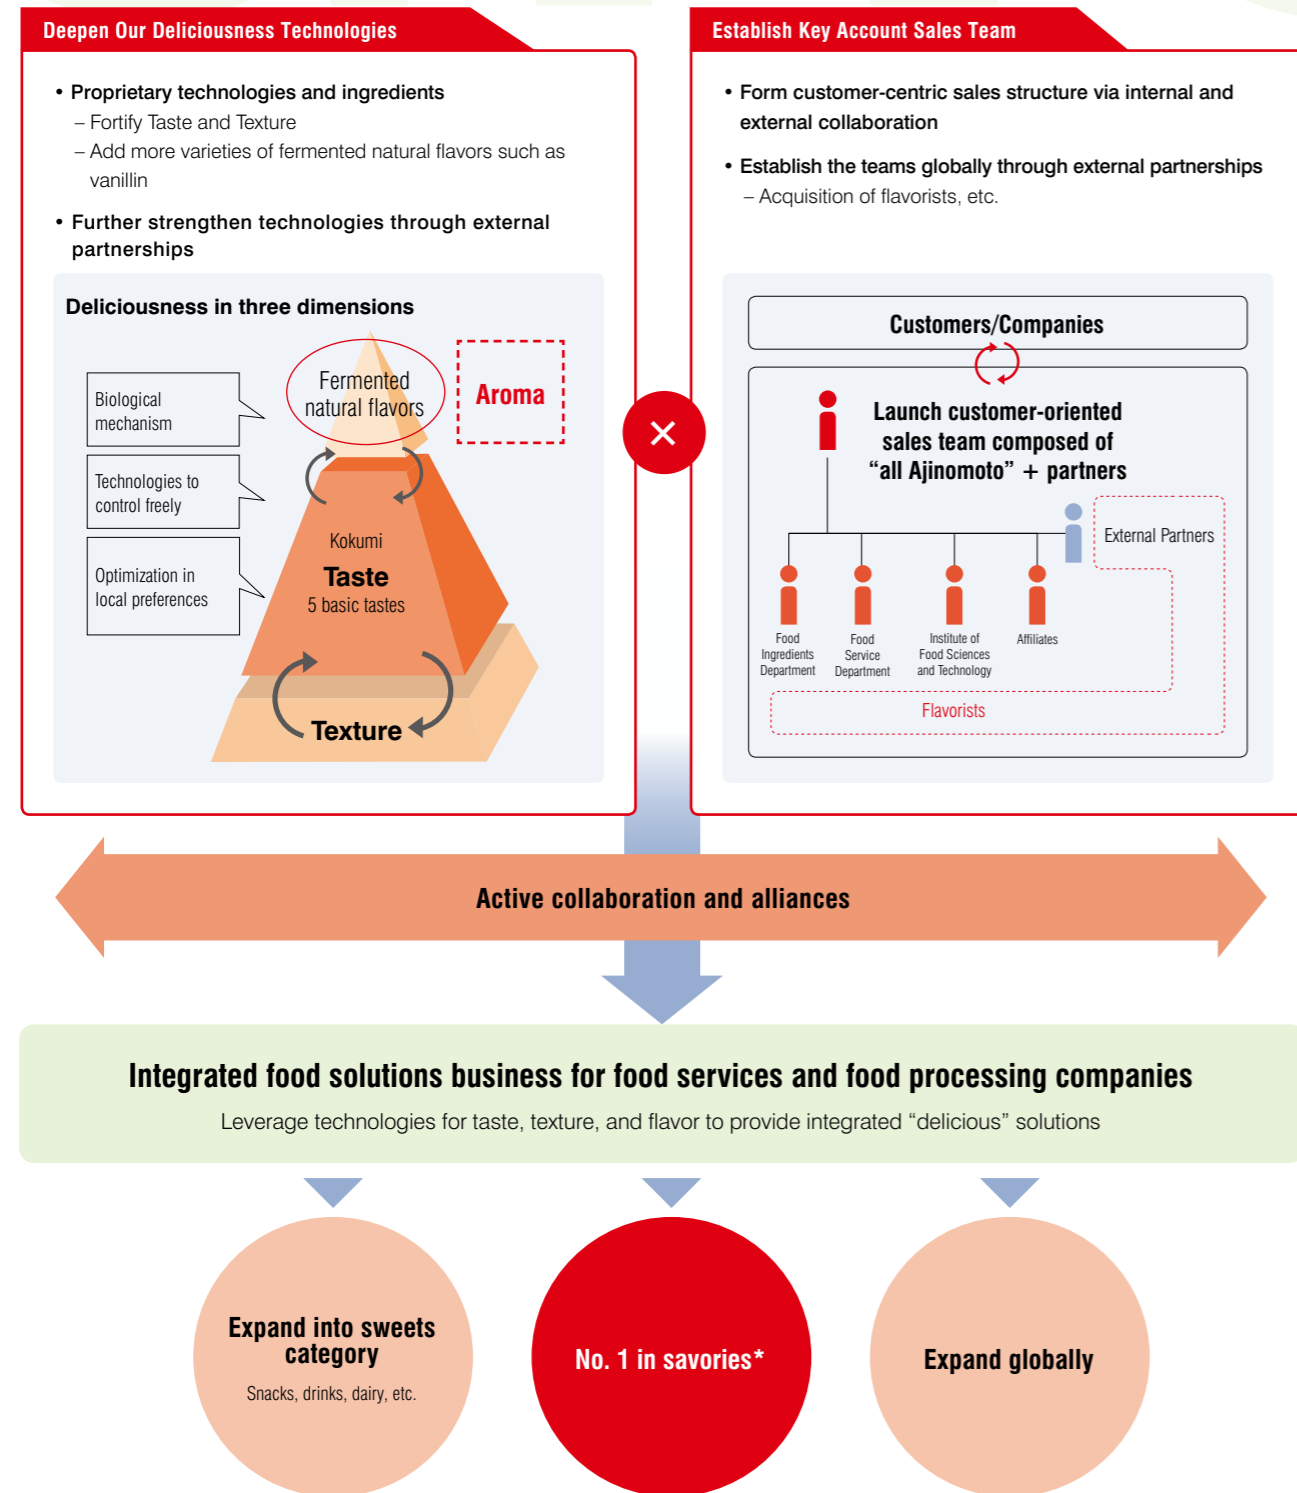 Deepen Our Deliciousness Technologies
• Proprietary technologies and ingredients
– Fortify Taste and Texture
– Add more varieties of fermented natural flavors such as
vanillin
• Further strengthen technologies through external
partnerships
Deliciousness in three dimensions
Biological
mechanism
Technologies to
control freely
Optimization in
local preferences
Fermented
natural flavors
Aroma
Kokumi
Taste
5 basic tastes
Texture
×
Establish Key Account Sales Team
• Form customer-centric sales structure via internal and
external collaboration
• Establish the teams globally through external partnerships
– Acquisition of flavorists, etc.
Customers/Companies
Launch customer-oriented
sales team composed of
“all Ajinomoto” + partners
External Partners
Food
Ingredients
Department
Food
Service
Department
Institute of
Food Sciences
and Technology
Affiliates
Flavorists
Active collaboration and alliances
Integrated food solutions business for food services and food processing companies
Leverage technologies for taste, texture, and flavor to provide integrated “delicious” solutions
Expand into sweets
category
Snacks, drinks, dairy, etc.
No. 1 in savories*
Expand globally